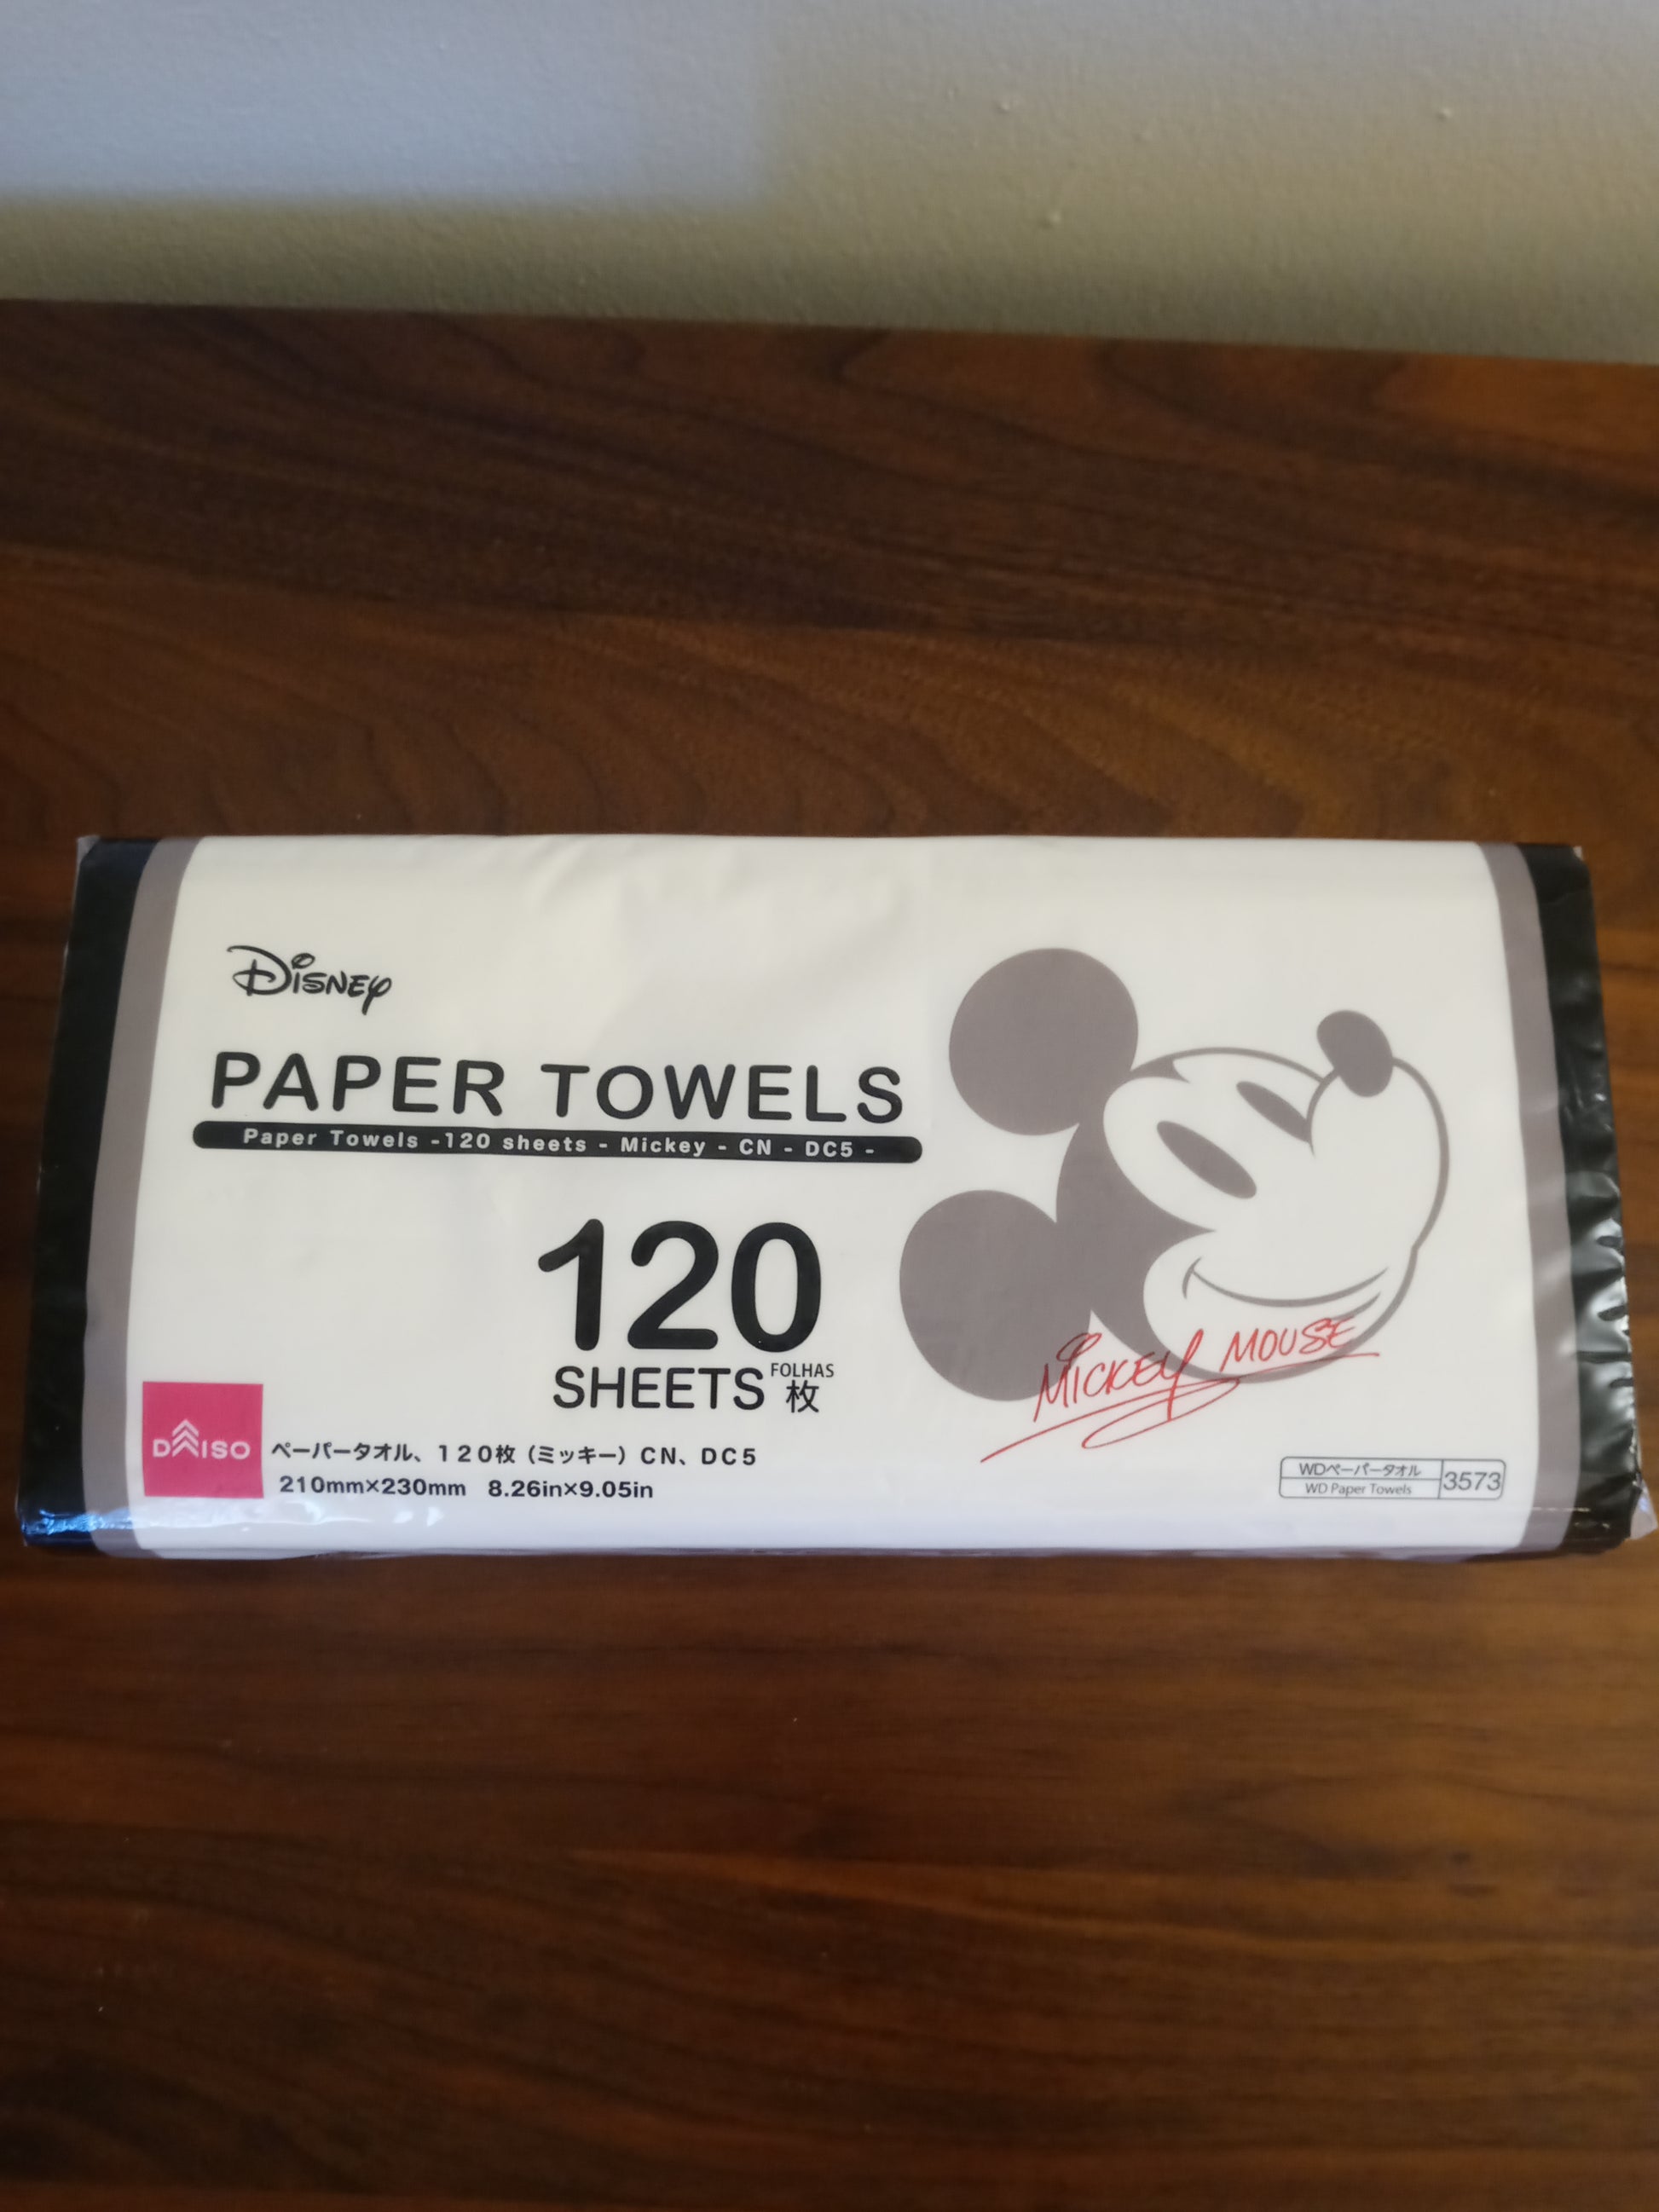 Disney
PAPER TOWELS
Paper Towels -120 sheets - Mickey - CN - DC5 -
120
SHEETS FOLHAS 枚
MICKEY MOUSE
DAISO
ペーパータオル、120枚（ミッキー）CN、DC5
210mm×230mm 8.26in×9.05in
WDペーパータオル
WD Paper Towels
3573